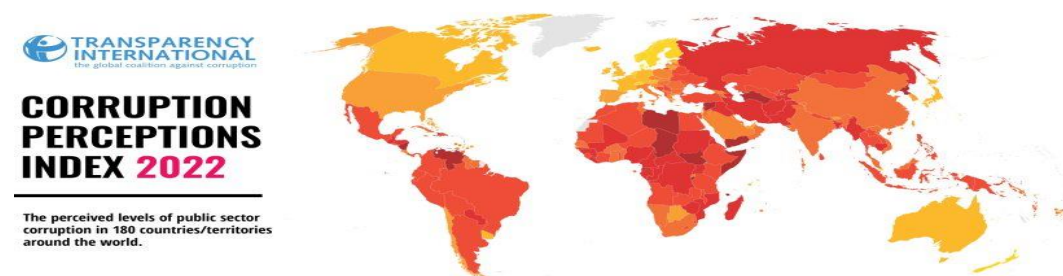 TRANSPARENCY
INTERNATIONAL
the global coalition against corruption
CORRUPTION
PERCEPTIONS
INDEX 2022
The perceived levels of public sector
corruption in 180 countries/territories
around the world.